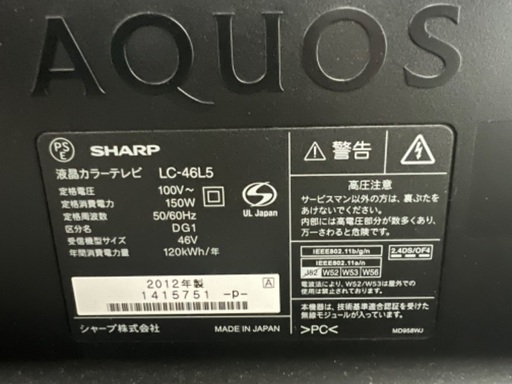 AQUOS
PS E
SHARP
液晶カラーテレビ LC-46L5
定格電圧 100V~
定格消費電力 150W
定格周波数 50/60Hz
区分名 DG1
受信機型サイズ 46V
年間消費電力量 120kWh/年
UL Japan
2012年製 A
1415751 -P-
シャープ株式会社 MADE IN JAPAN
警告
高圧注意
サービスマン以外の方は、裏ぶたを
あけないでください。
内部には高電圧部分が数多くあり、
万一さわると危険です。
IEEE802.11b/g/n 2.4DS/OF4
IEEE802.11a/n
J52 W52 W53 W56
電波法により、W52/W53は屋外での
使用は禁じられています。
本機器は、技術基準適合認証を受けた
無線モジュールが入っています。
>PC< MD958WJ